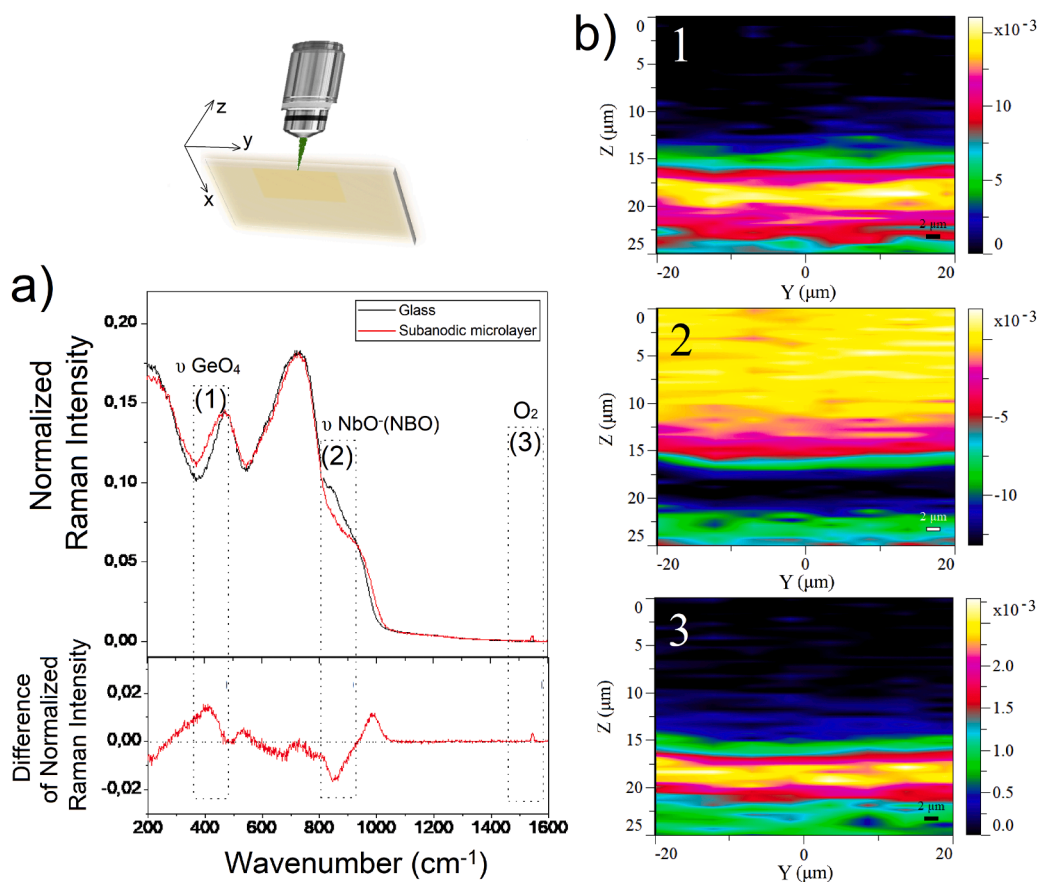 z
y
x
a)
Glass
Subanodic microlayer
υ GeO₄
(1)
υ NbO⁻(NBO)
(2)
O₂
(3)
Normalized
Raman Intensity
0,20
0,15
0,10
0,05
0,00
Difference
of Normalized
Raman Intensity
0,02
0,00
-0,02
200 400 600 800 1000 1200 1400 1600
Wavenumber (cm⁻¹)
b)
1
Z (µm)
0
5
10
15
20
25
-20 0 20
Y (µm)
2 µm
x10⁻³
10
5
0
2
Z (µm)
0
5
10
15
20
25
-20 0 20
Y (µm)
2 µm
x10⁻³
0
-5
-10
3
Z (µm)
0
5
10
15
20
25
-20 0 20
Y (µm)
2 µm
x10⁻³
2.0
1.5
1.0
0.5
0.0